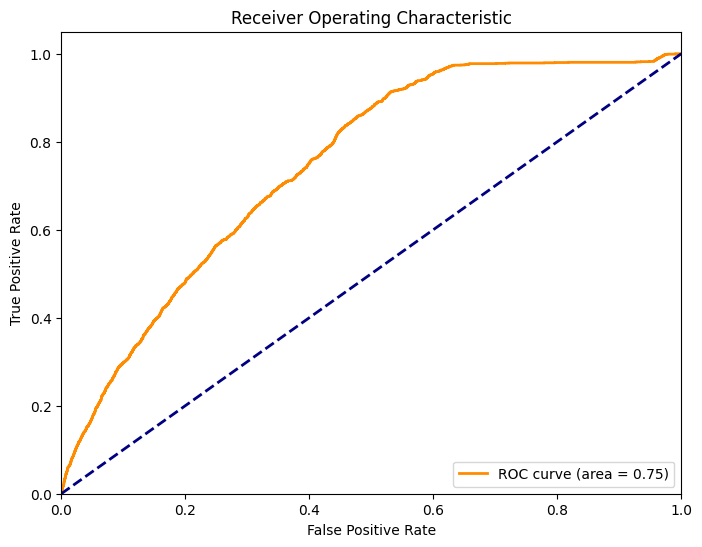 Receiver Operating Characteristic
True Positive Rate
1.0
0.8
0.6
0.4
0.2
0.0
0.0 0.2 0.4 0.6 0.8 1.0
False Positive Rate
ROC curve (area = 0.75)